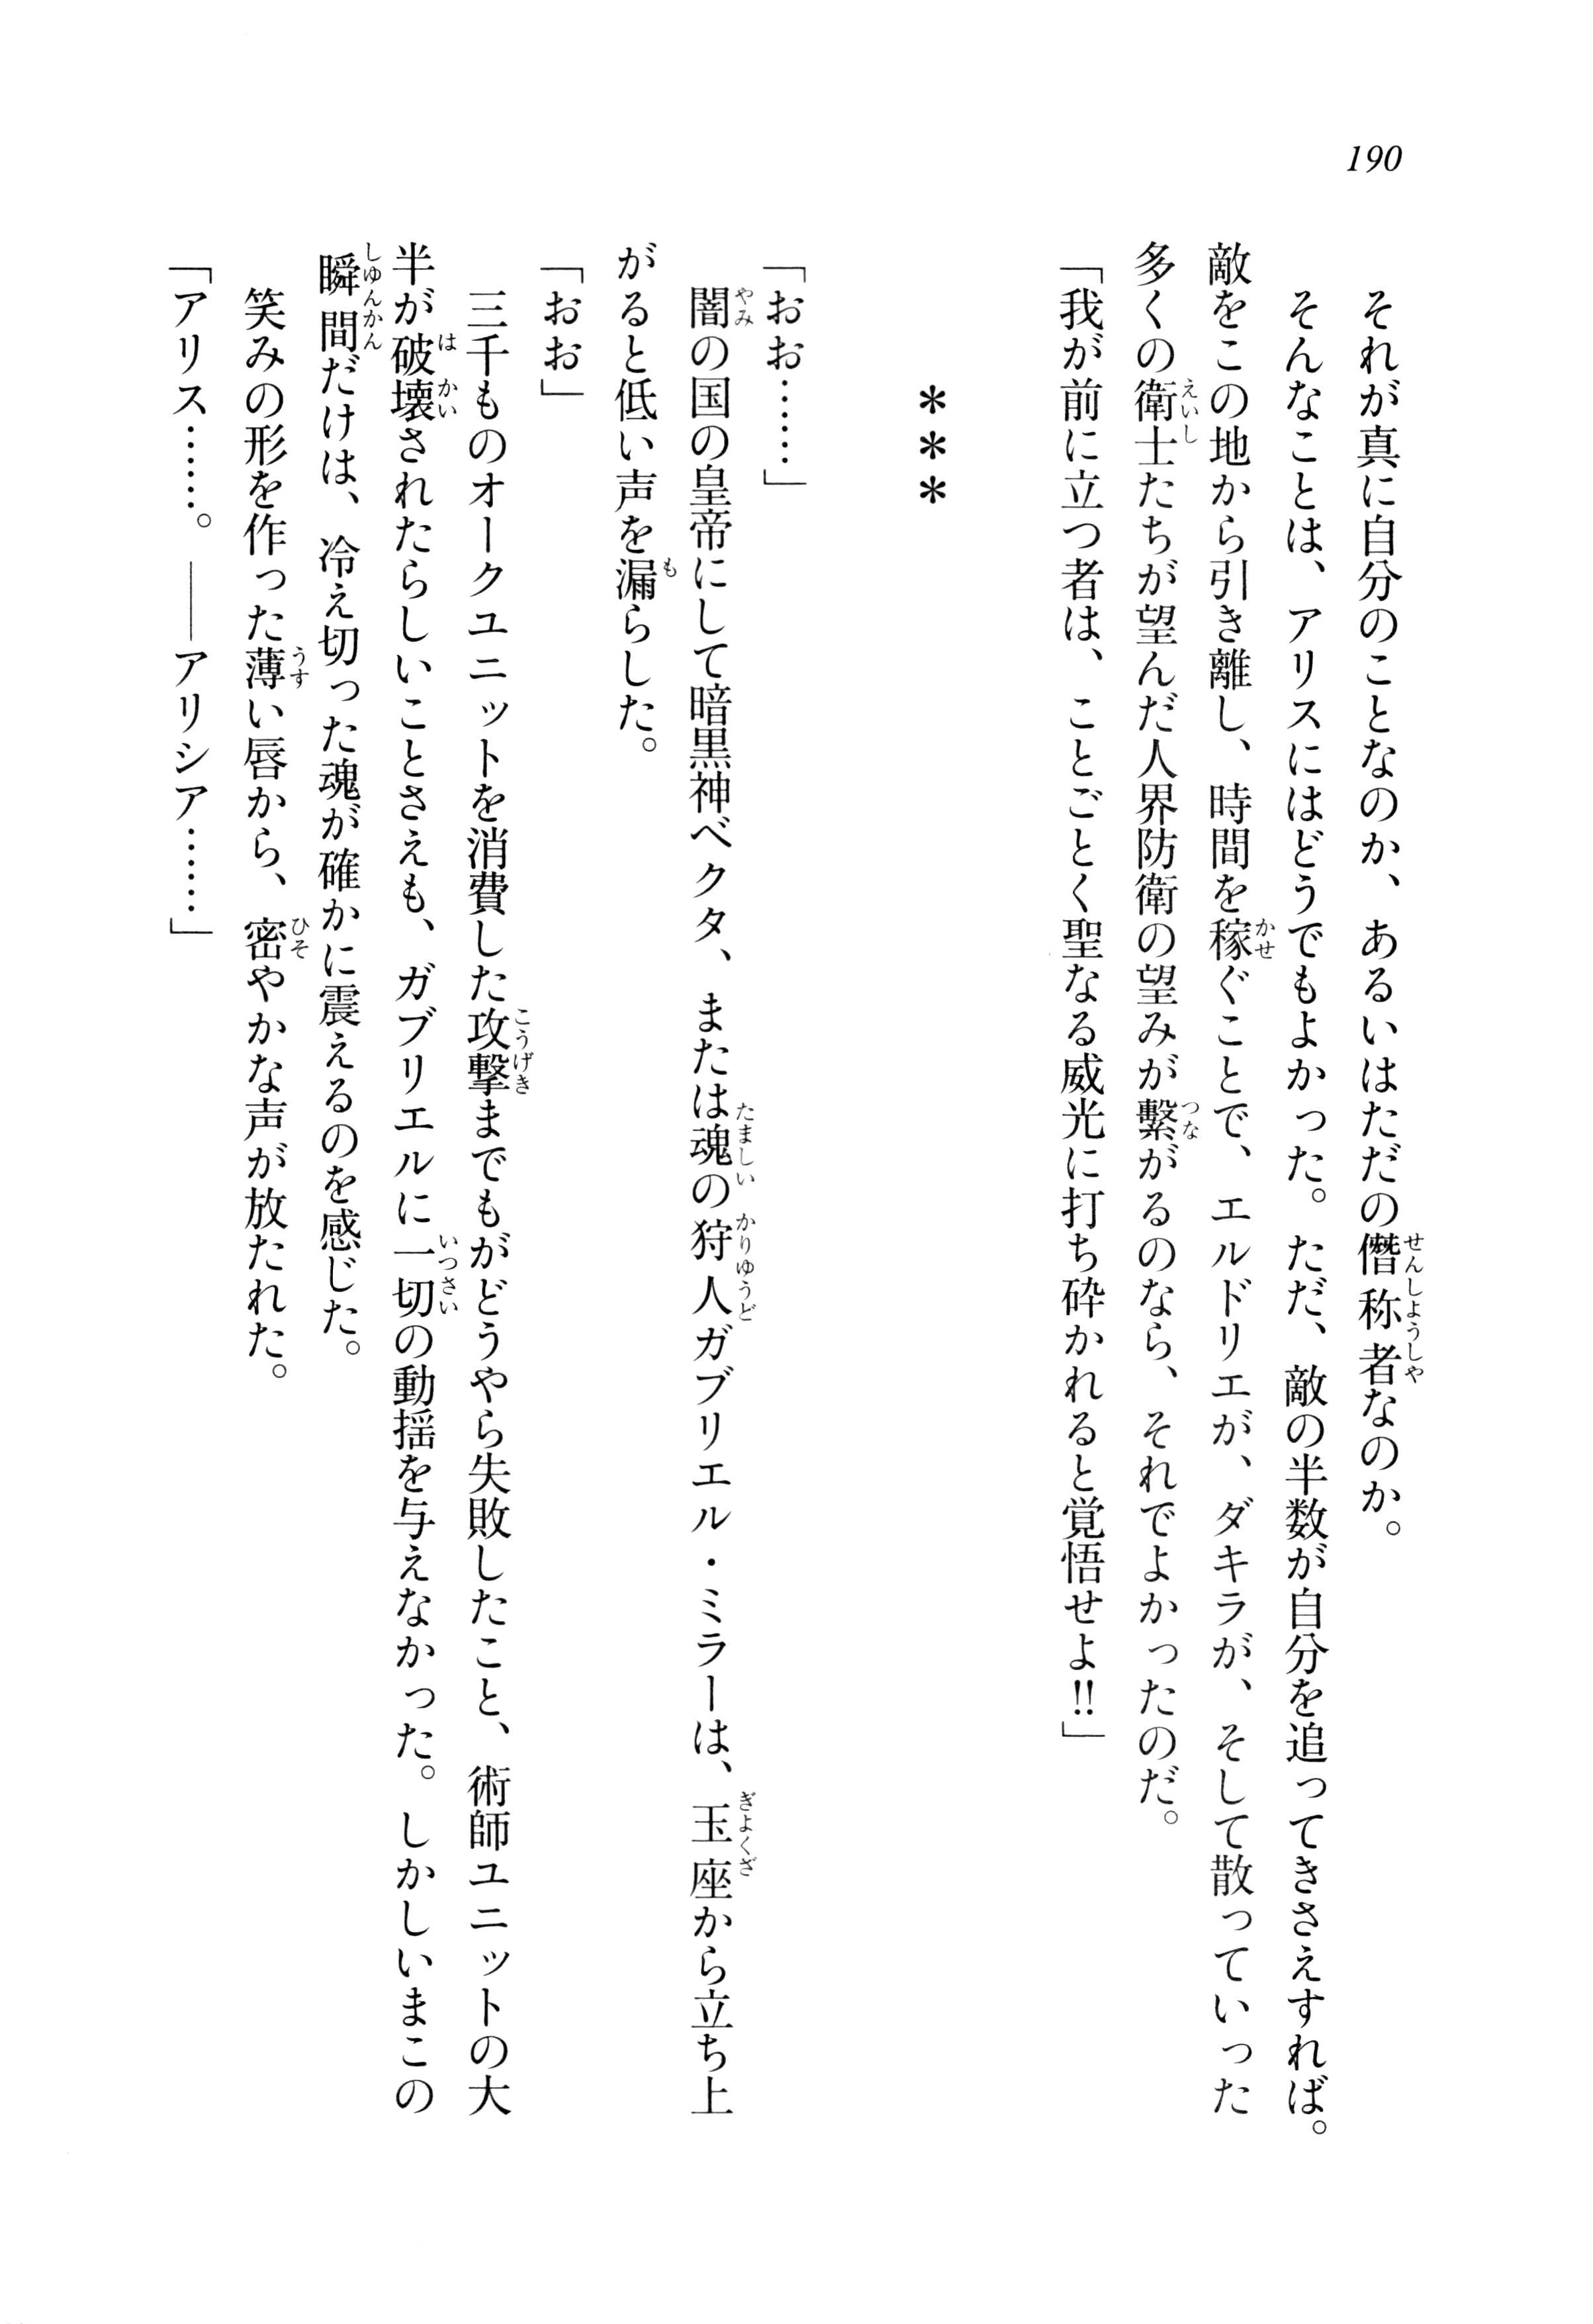 190
それが真に自分のことなのか、あるいはただの僭称者なのか。
そんなことは、アリスにはどうでもよかった。ただ、敵の半数が自分を追ってきさえすれば。
敵をこの地から引き離し、時間を稼ぐことで、エルドリエが、ダキラが、そして散っていった
多くの衛士たちが望んだ人界防衛の望みが繫がるのなら、それでよかったのだ。
「我が前に立つ者は、ことごとく聖なる威光に打ち砕かれると覚悟せよ!!」
＊＊＊
「おお……」
闇の国の皇帝にして暗黒神ベクタ、または魂の狩人ガブリエル・ミラーは、玉座から立ち上
がると低い声を漏らした。
「おお」
三千ものオークユニットを消費した攻撃までもがどうやら失敗したこと、術師ユニットの大
半が破壊されたらしいことさえも、ガブリエルに一切の動揺を与えなかった。しかしいまこの
瞬間だけは、冷え切った魂が確かに震えるのを感じた。
笑みの形を作った薄い唇から、密やかな声が放たれた。
「アリス……。――アリシア……」